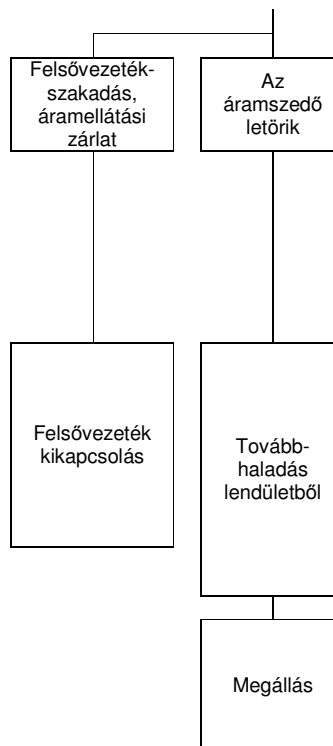 Felsővezeték-
szakadás,
áramellátási
zárlat
Az
áramszedő
letörik
Felsővezeték
kikapcsolás
Tovább-
haladás
lendületből
Megállás